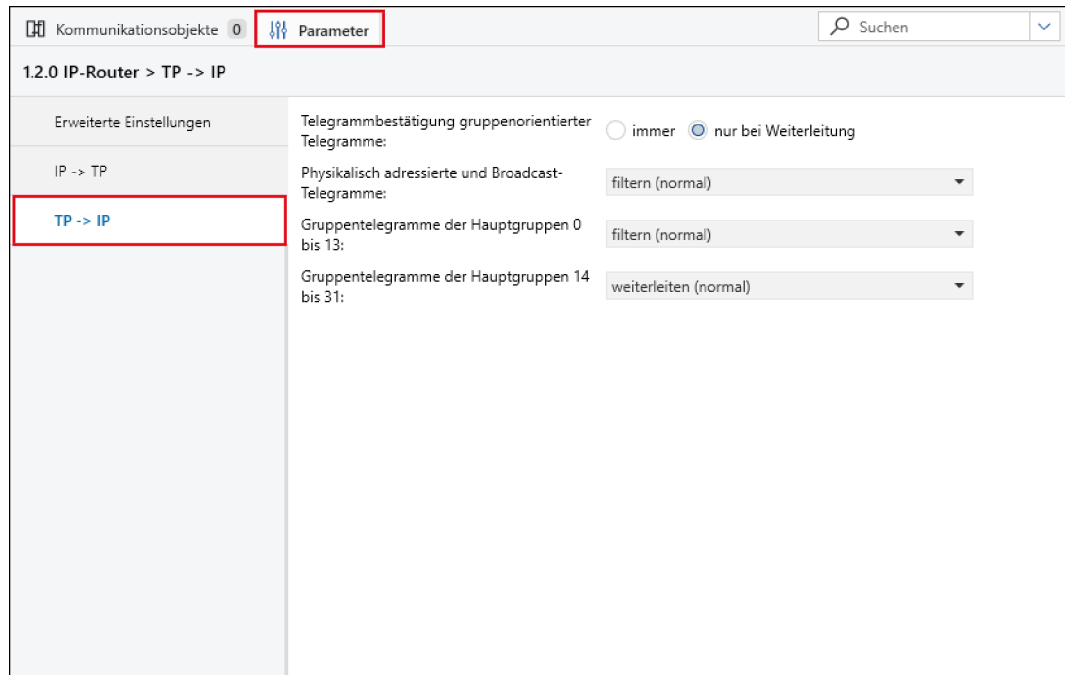 Kommunikationsobjekte 0 Parameter Suchen
1.2.0 IP-Router > TP -> IP
Erweiterte Einstellungen
IP -> TP
TP -> IP
Telegrammbestätigung gruppenorientierter
Telegramme:
immer nur bei Weiterleitung
Physikalisch adressierte und Broadcast-
Telegramme:
filtern (normal)
Gruppentelegramme der Hauptgruppen 0
bis 13:
filtern (normal)
Gruppentelegramme der Hauptgruppen 14
bis 31:
weiterleiten (normal)